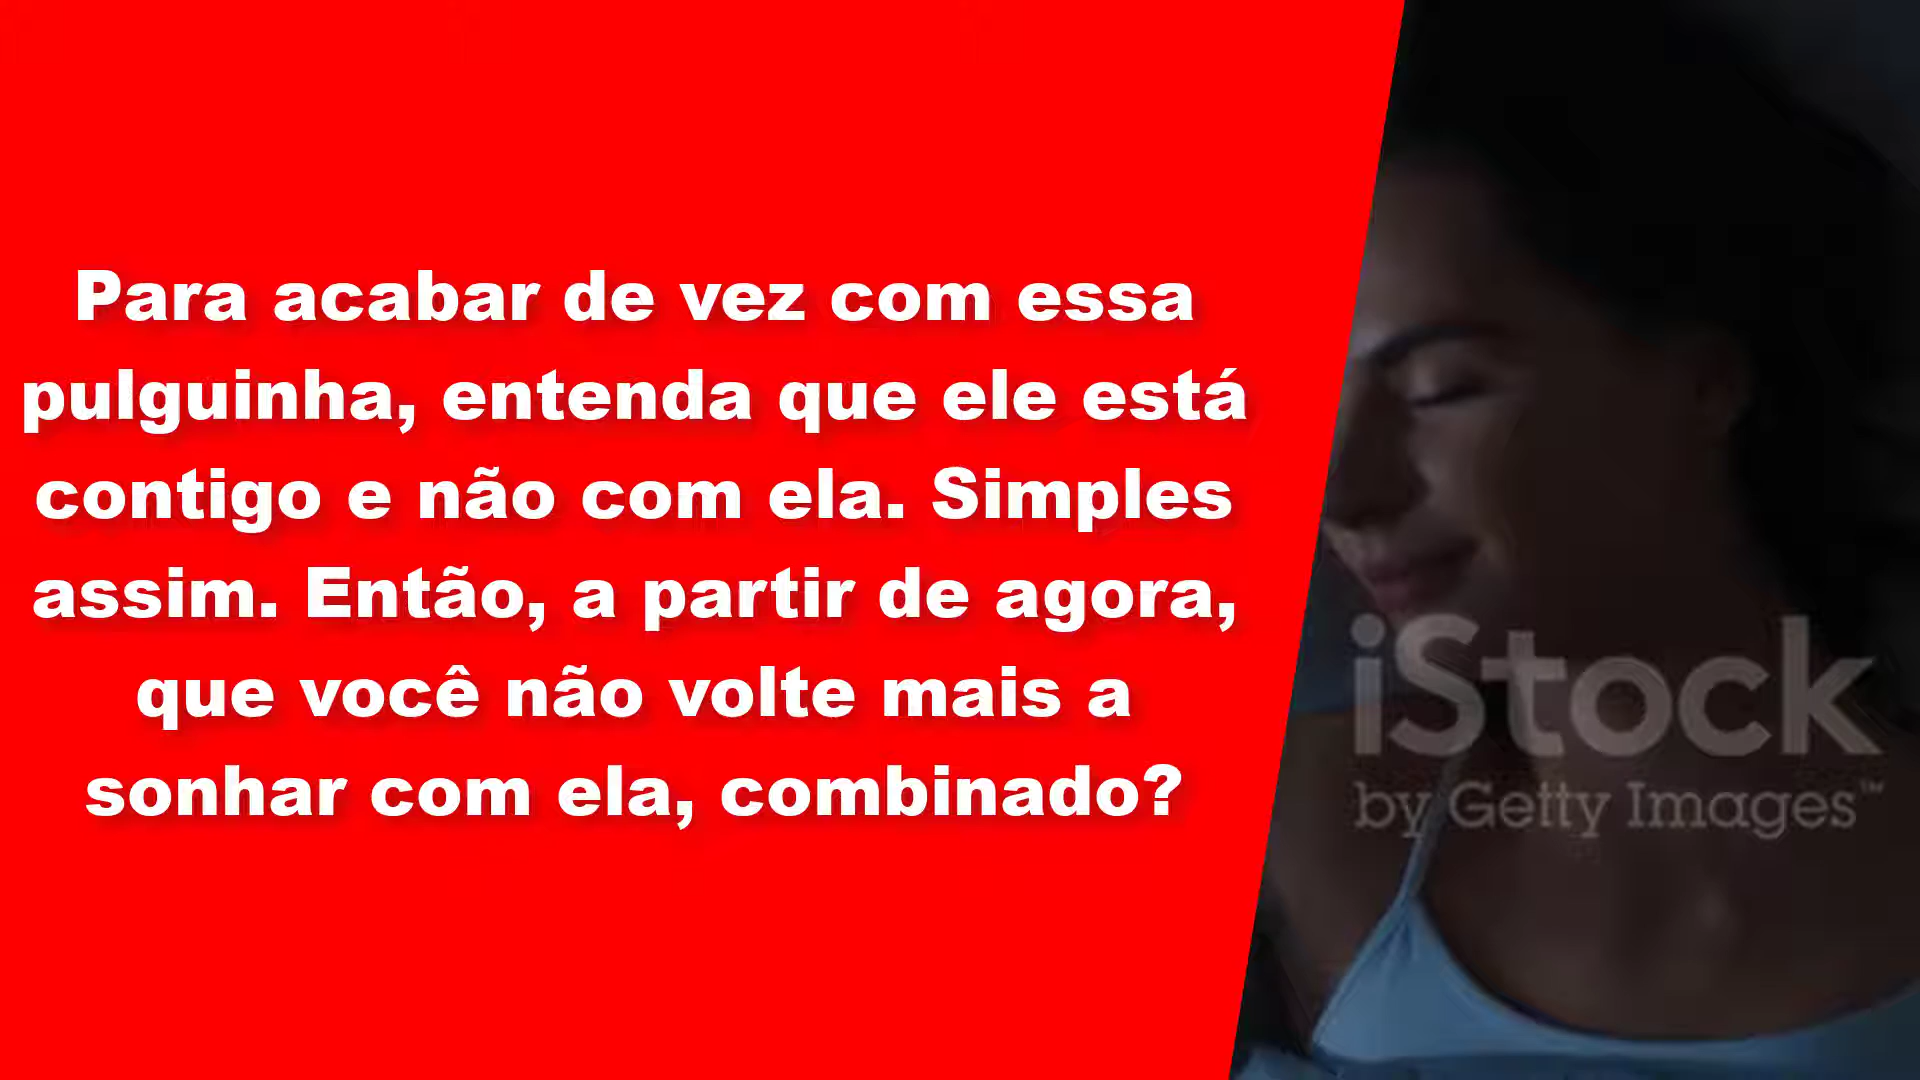 Para acabar de vez com essa
pulguinha, entenda que ele está
contigo e não com ela. Simples
assim. Então, a partir de agora,
que você não volte mais a
sonhar com ela, combinado?
iStock
by Getty Images™